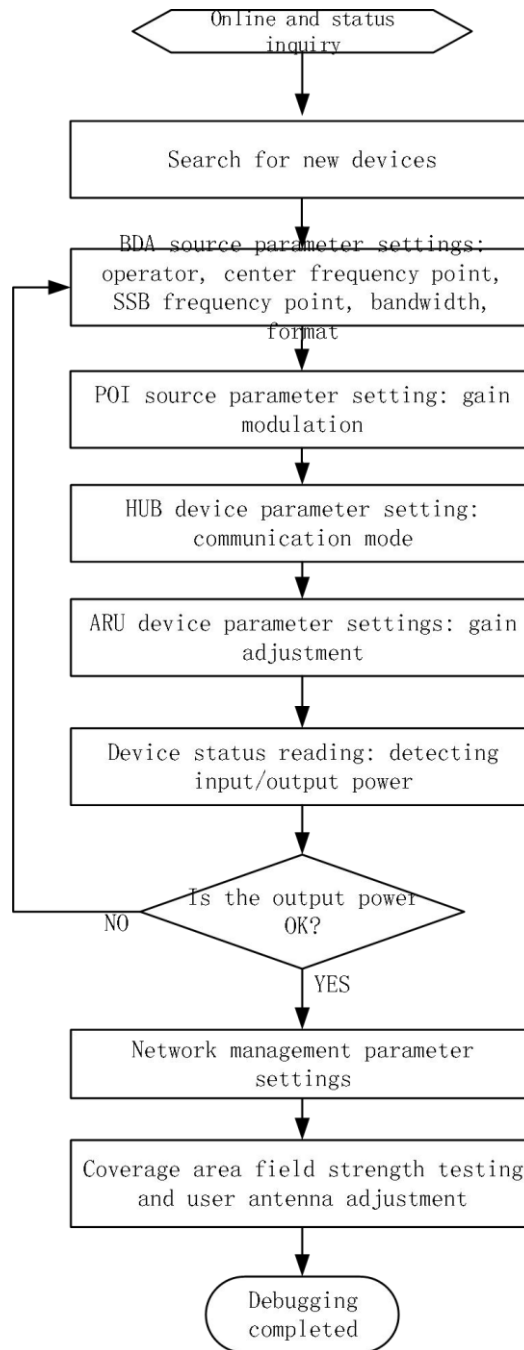 Online and status
inquiry
Search for new devices
BDA source parameter settings:
operator, center frequency point,
SSB frequency point, bandwidth,
format
POI source parameter setting: gain
modulation
HUB device parameter setting:
communication mode
ARU device parameter settings: gain
adjustment
Device status reading: detecting
input/output power
Is the output power
OK?
NO
YES
Network management parameter
settings
Coverage area field strength testing
and user antenna adjustment
Debugging
completed